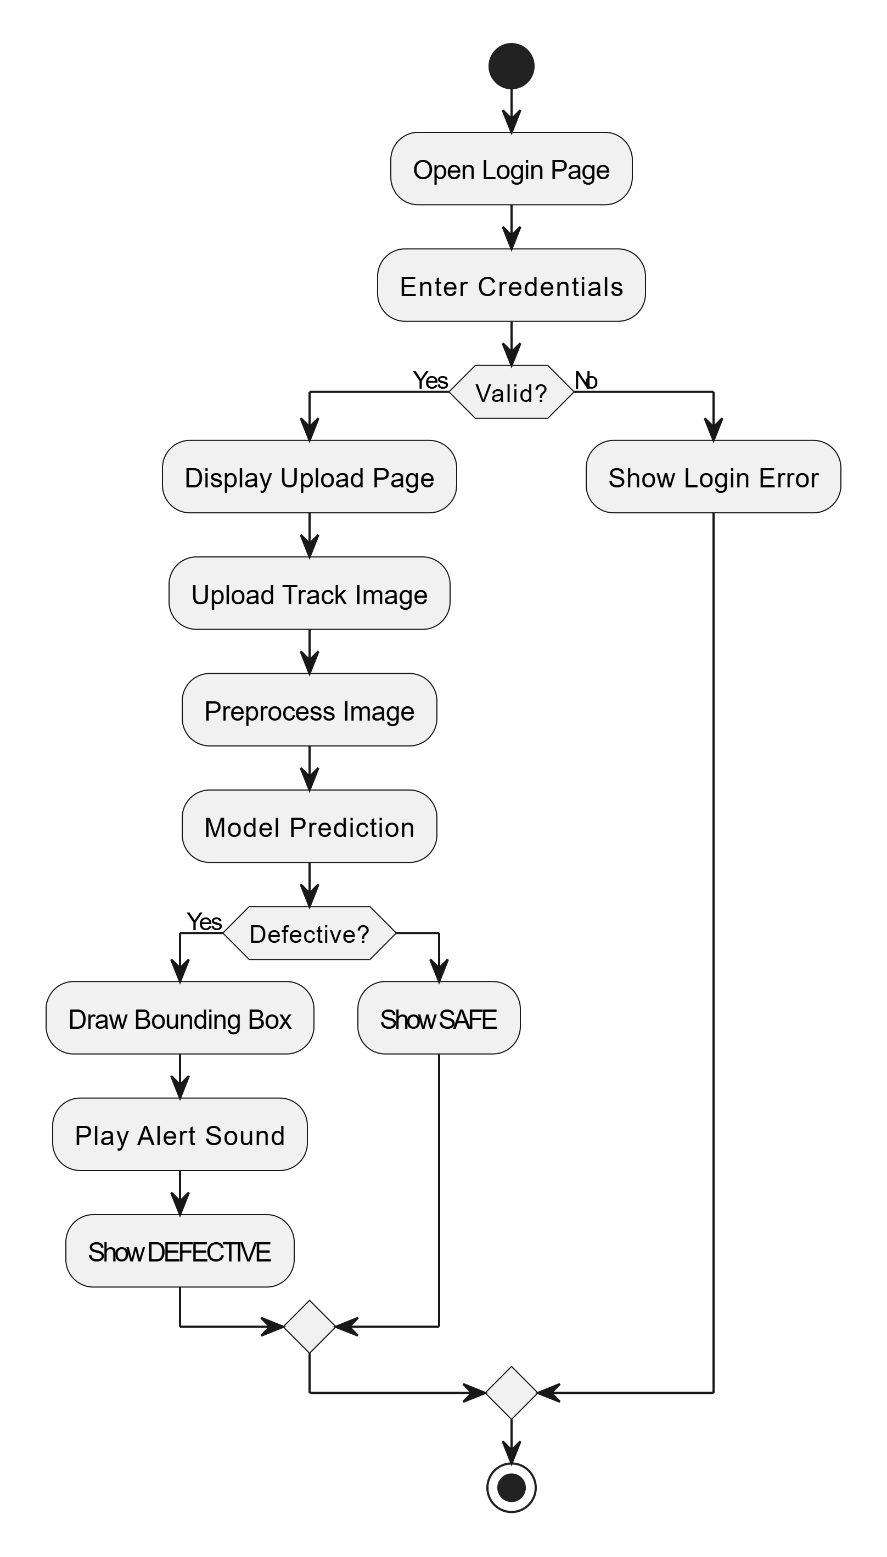 Open Login Page
Enter Credentials
Yes
Valid?
No
Display Upload Page
Show Login Error
Upload Track Image
Preprocess Image
Model Prediction
Yes
Defective?
Draw Bounding Box
Show SAFE
Play Alert Sound
Show DEFECTIVE